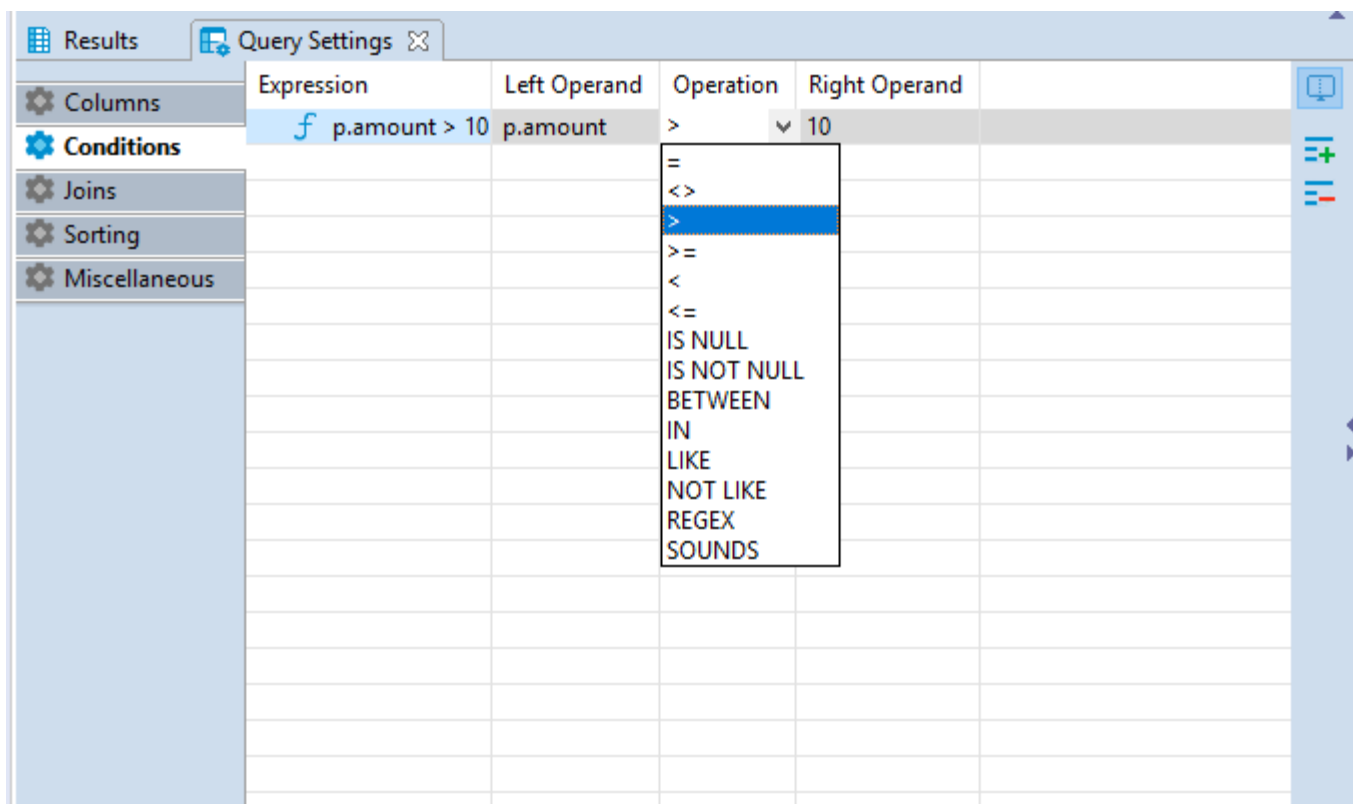 Results Query Settings
Expression Left Operand Operation Right Operand
Columns
p.amount > 10 p.amount > 10
Conditions
=
Joins
<>
>
Sorting
>=
Miscellaneous
<
<=
IS NULL
IS NOT NULL
BETWEEN
IN
LIKE
NOT LIKE
REGEX
SOUNDS